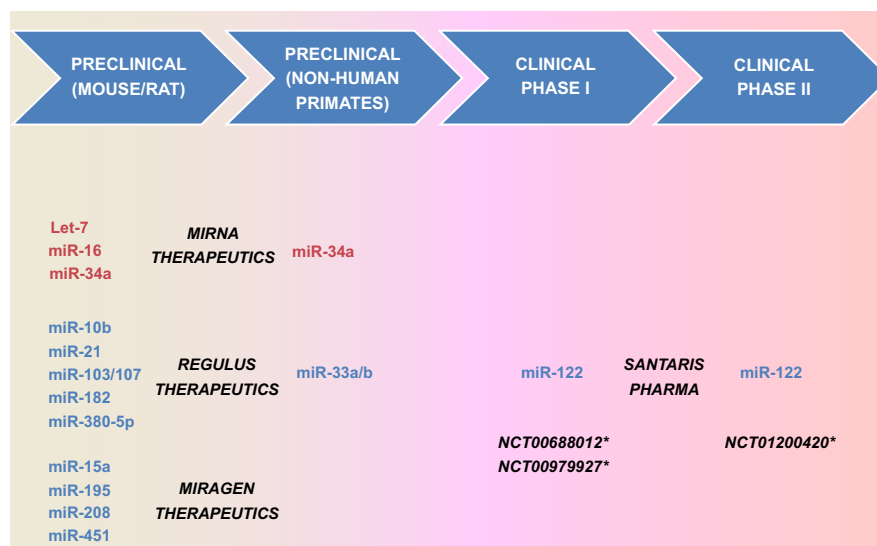 PRECLINICAL
(MOUSE/RAT)
PRECLINICAL
(NON-HUMAN
PRIMATES)
CLINICAL
PHASE I
CLINICAL
PHASE II
Let-7
miR-16
miR-34a
MIRNA
THERAPEUTICS
miR-34a
miR-10b
miR-21
miR-103/107
miR-182
miR-380-5p
REGULUS
THERAPEUTICS
miR-33a/b
miR-122
SANTARIS
PHARMA
miR-122
NCT00688012*
NCT00979927*
NCT01200420*
miR-15a
miR-195
miR-208
miR-451
MIRAGEN
THERAPEUTICS